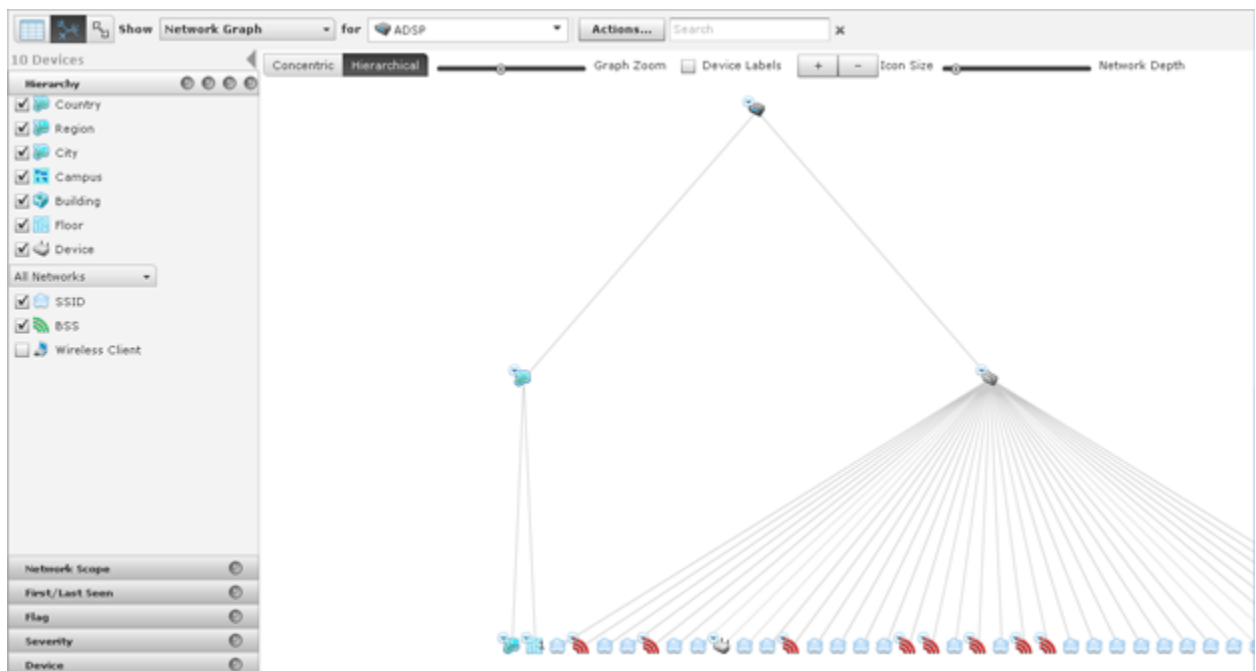 Show Network Graph for ADSP Actions... Search x
10 Devices
Concentric Hierarchical Graph Zoom Device Labels + - Icon Size Network Depth
Hierarchy
Country
Region
City
Campus
Building
Floor
Device
All Networks
SSID
BSS
Wireless Client
Network Scope
First/Last Seen
Flag
Severity
Device